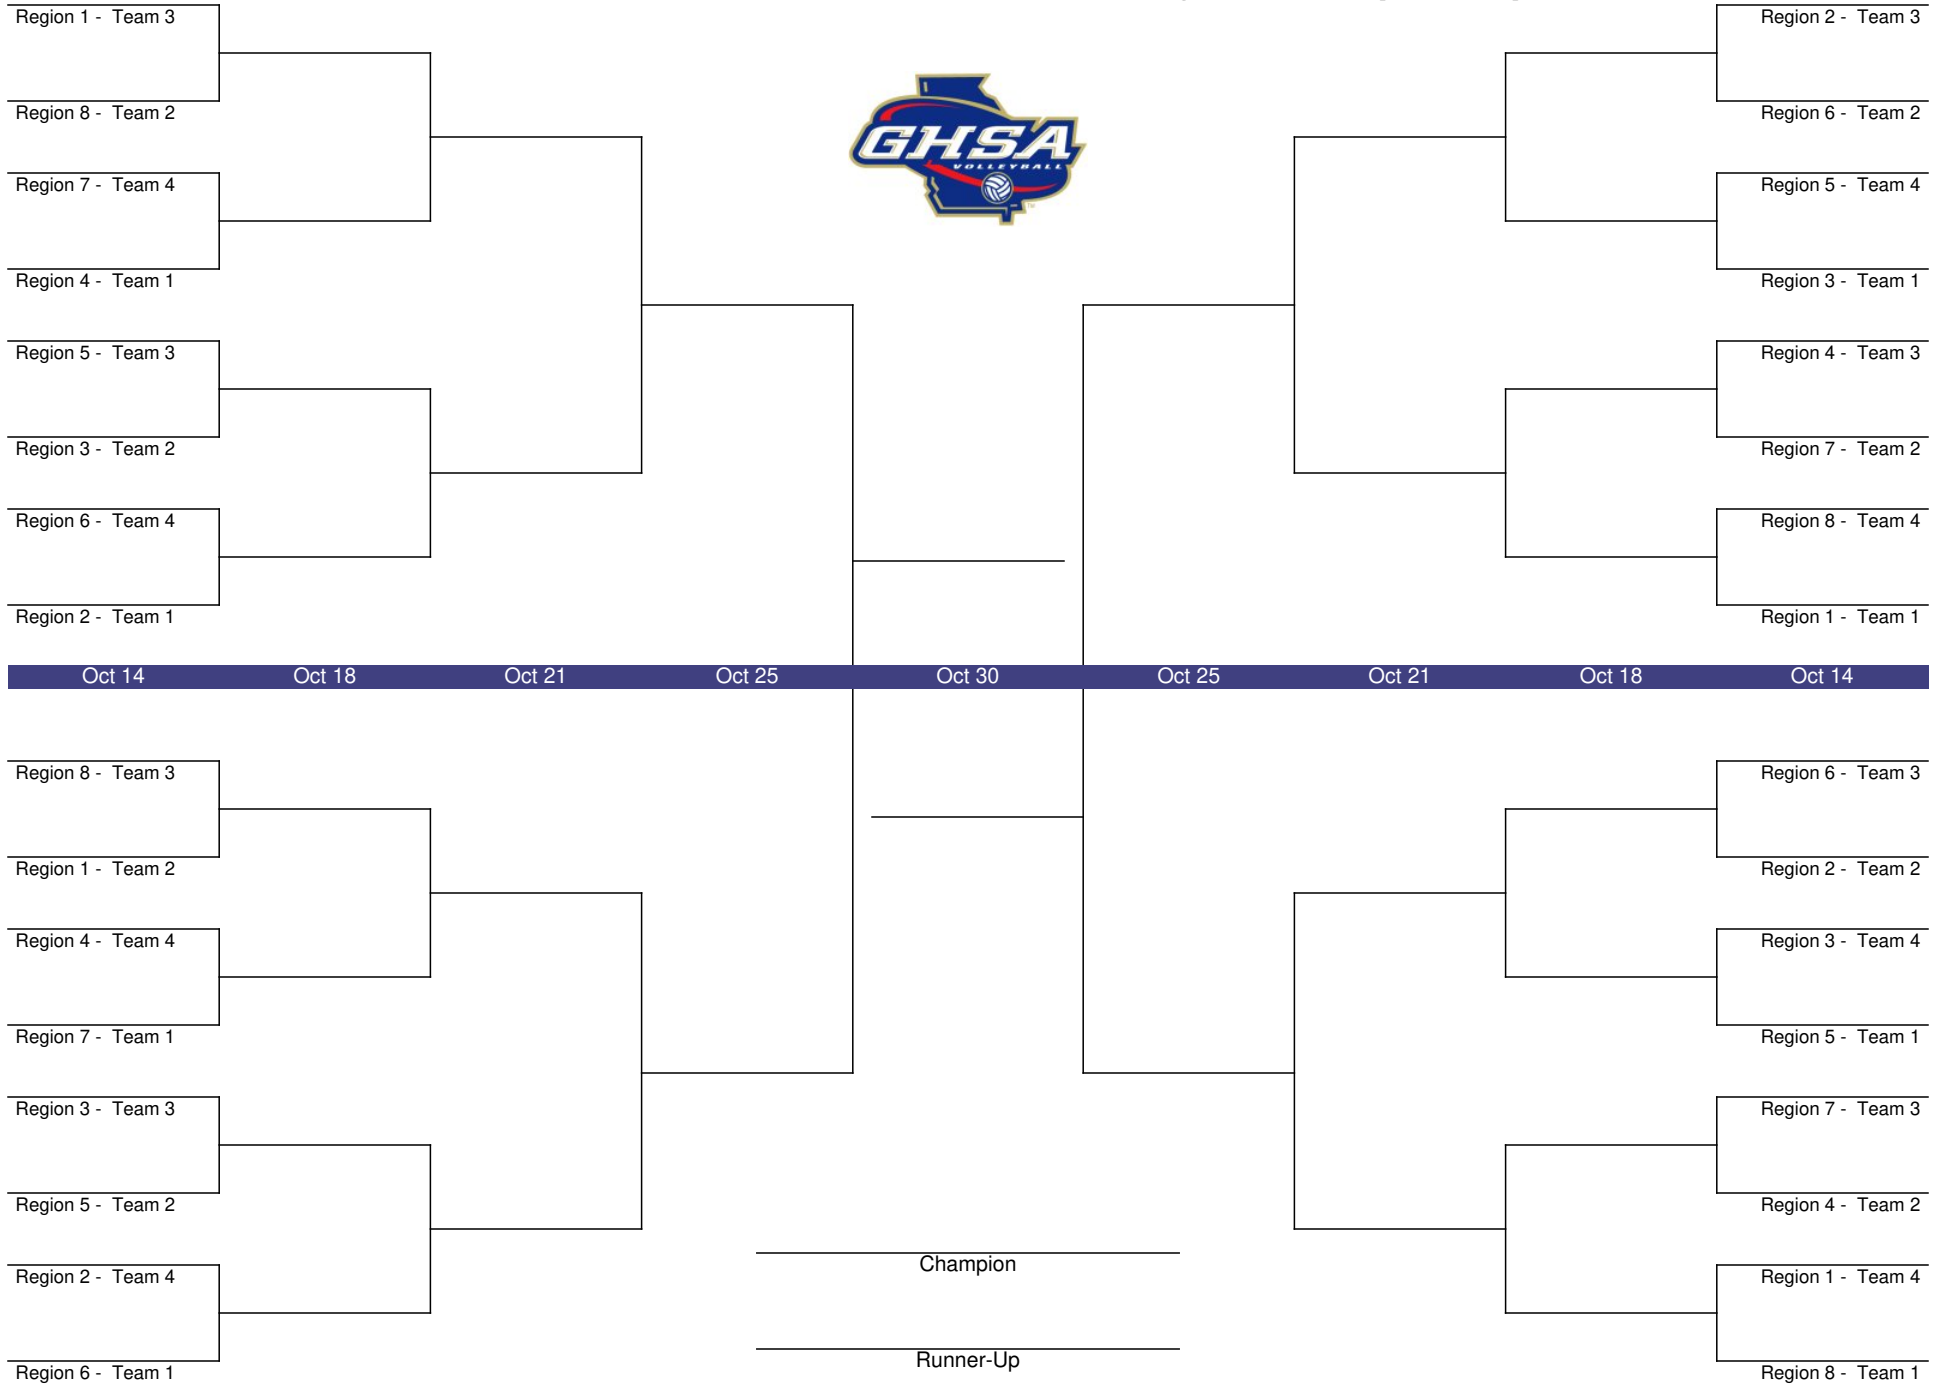 Region 1 - Team 3
Region 2 - Team 3
Region 8 - Team 2
Region 6 - Team 2
GHSA
VOLLEYBALL
Region 7 - Team 4
Region 5 - Team 4
TM
Region 4 - Team 1
Region 3 - Team 1
Region 5 - Team 3
Region 4 - Team 3
Region 3 - Team 2
Region 7 - Team 2
Region 6 - Team 4
Region 8 - Team 4
Region 2 - Team 1
Region 1 - Team 1
Oct 14 Oct 18 Oct 21 Oct 25 Oct 30 Oct 25 Oct 21 Oct 18 Oct 14
Region 8 - Team 3
Region 6 - Team 3
Region 1 - Team 2
Region 2 - Team 2
Region 4 - Team 4
Region 3 - Team 4
Region 7 - Team 1
Region 5 - Team 1
Region 3 - Team 3
Region 7 - Team 3
Region 5 - Team 2
Region 4 - Team 2
Champion
Region 2 - Team 4
Region 1 - Team 4
Runner-Up
Region 6 - Team 1
Region 8 - Team 1